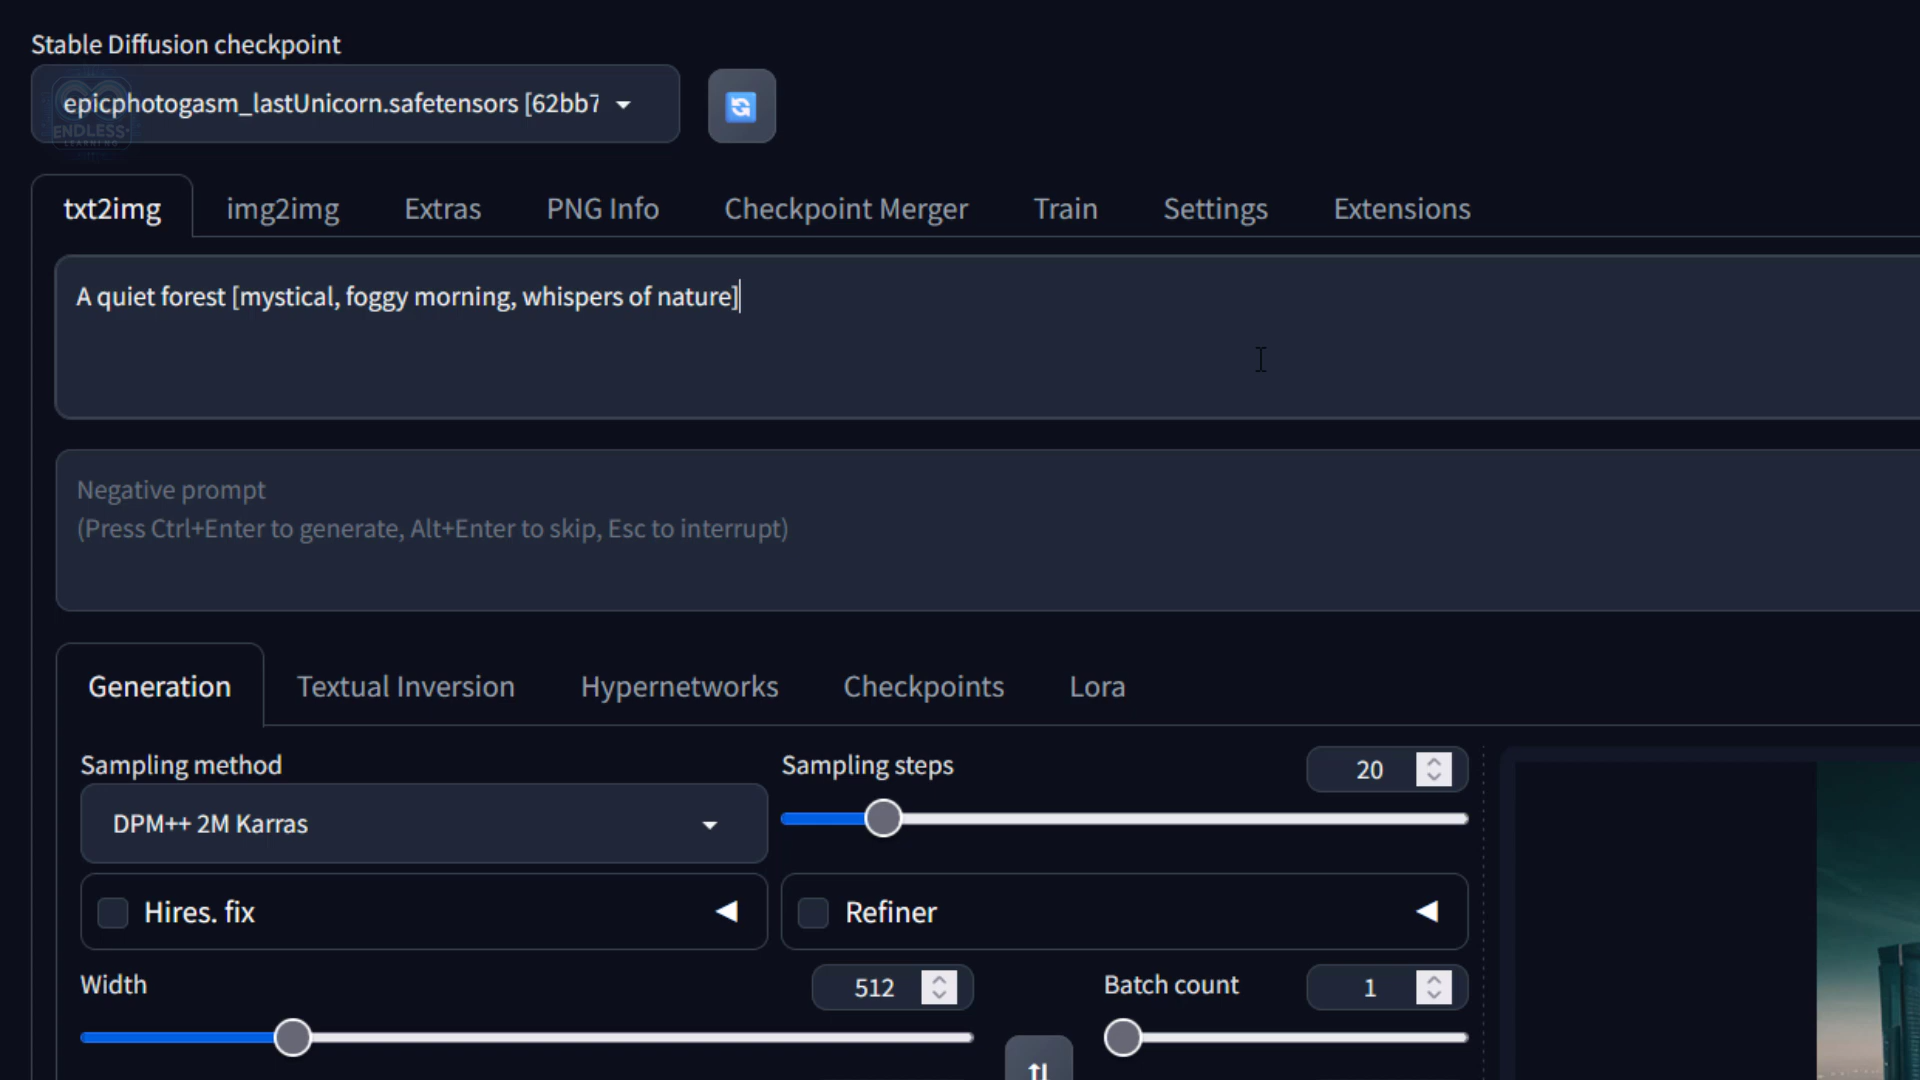 Stable Diffusion checkpoint
epicphotogasm_lastUnicorn.safetensors [62bb7
ENDLESS
LEARNING
txt2img img2img Extras PNG Info Checkpoint Merger Train Settings Extensions
A quiet forest [mystical, foggy morning, whispers of nature]
Negative prompt
(Press Ctrl+Enter to generate, Alt+Enter to skip, Esc to interrupt)
Generation Textual Inversion Hypernetworks Checkpoints Lora
Sampling method Sampling steps 20
DPM++ 2M Karras
Hires. fix Refiner
Width 512 Batch count 1